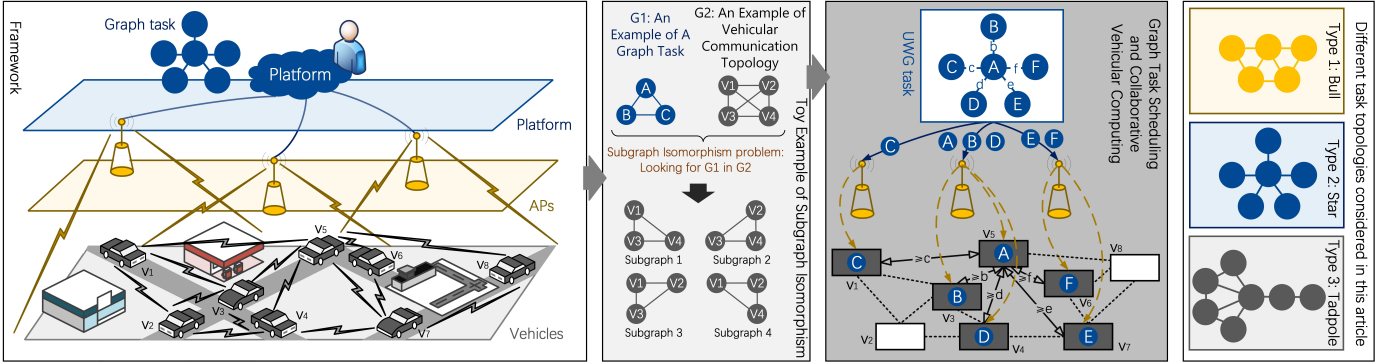 Framework
Graph task
Platform
Platform
APs
V1
V2
V3
V4
V5
V6
V7
V8
Vehicles
G1: An
Example of A
Graph Task
G2: An Example of
Vehicular
Communication
Topology
A
B
C
V1
V2
V3
V4
Subgraph Isomorphism problem:
Looking for G1 in G2
V1
V3
V4
Subgraph 1
V2
V3
V4
Subgraph 2
V1
V2
V3
Subgraph 3
V1
V2
V4
Subgraph 4
Toy Example of Subgraph Isomorphism
UWG task
B
b
C
c
A
f
F
d
e
D
E
Graph Task Scheduling
and Collaborative
Vehicular Computing
C
A
B
D
E
F
V5
A
V8
C
≥c
V1
≥b
≥f
F
B
≥d
V6
V3
≥e
V2
D
V4
E
V7
Type 1: Bull
Type 2: Star
Type 3: Tadpole
Different task topologies considered in this article